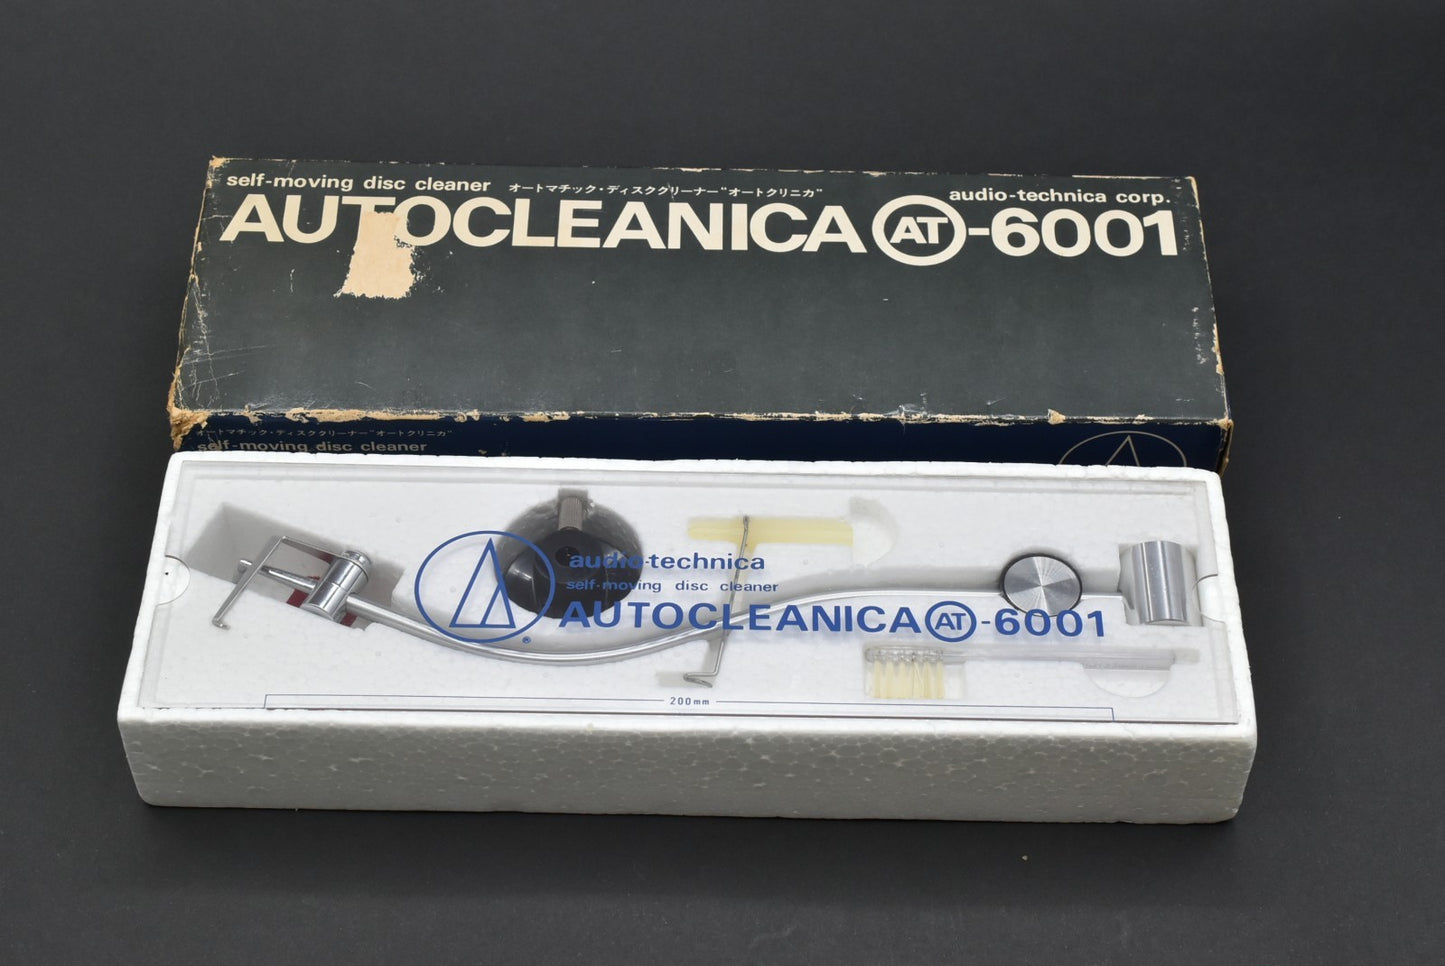 self-moving disc cleaner オートマチック・ディスククリーナー"オートクリニカ" audio-technica corp.
AUTOCLEANICA AT-6001
オートマチック・ディスククリーナー"オートクリニカ"
self-moving disc cleaner
audio-technica
self-moving disc cleaner
AUTOCLEANICA AT-6001
®
200mm